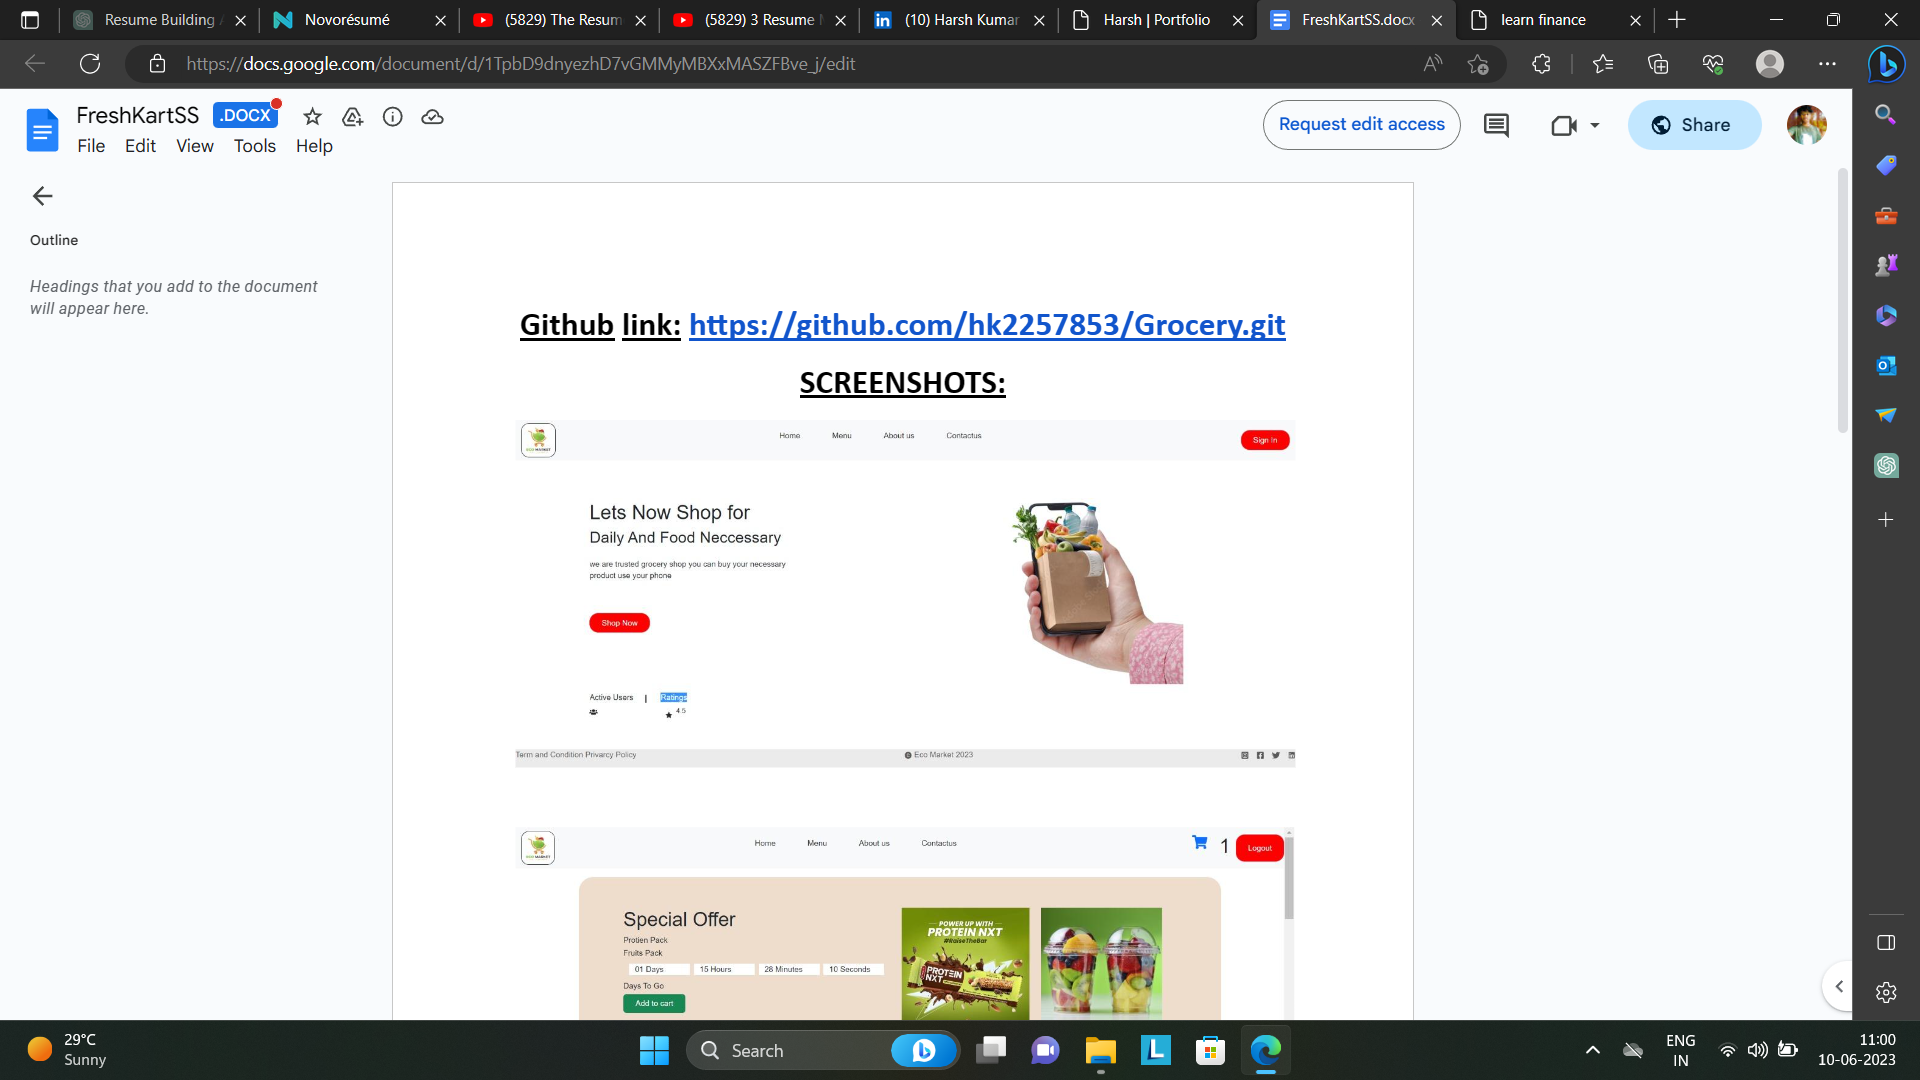 Resume Building A
Novorésumé
(5829) The Resum
(5829) 3 Resume M
(10) Harsh Kumar
Harsh | Portfolio
FreshKartSS.docx
learn finance
https://docs.google.com/document/d/1TpbD9dnyezhD7vGMMyMBXxMASZFBve_j/edit
FreshKartSS .DOCX
File Edit View Tools Help
Request edit access
Share
Outline
Headings that you add to the document
will appear here.
Github link: https://github.com/hk2257853/Grocery.git
SCREENSHOTS:
ECO MARKET
Home Menu About us Contactus
Sign In
Lets Now Shop for
Daily And Food Neccessary
we are trusted grocery shop you can buy your necessary
product use your phone
Shop Now
Active Users | Ratings
4.5
Term and Condition Privarcy Policy
Eco Market 2023
ECO MARKET
Home Menu About us Contactus
1 Logout
Special Offer
Protien Pack
Fruits Pack
01 Days 15 Hours 28 Minutes 10 Seconds
Days To Go
Add to cart
POWER UP WITH
PROTEIN NXT
#RaiseTheBar
PROTEIN
NXT
29°C
Sunny
Search
ENG
IN
11:00
10-06-2023